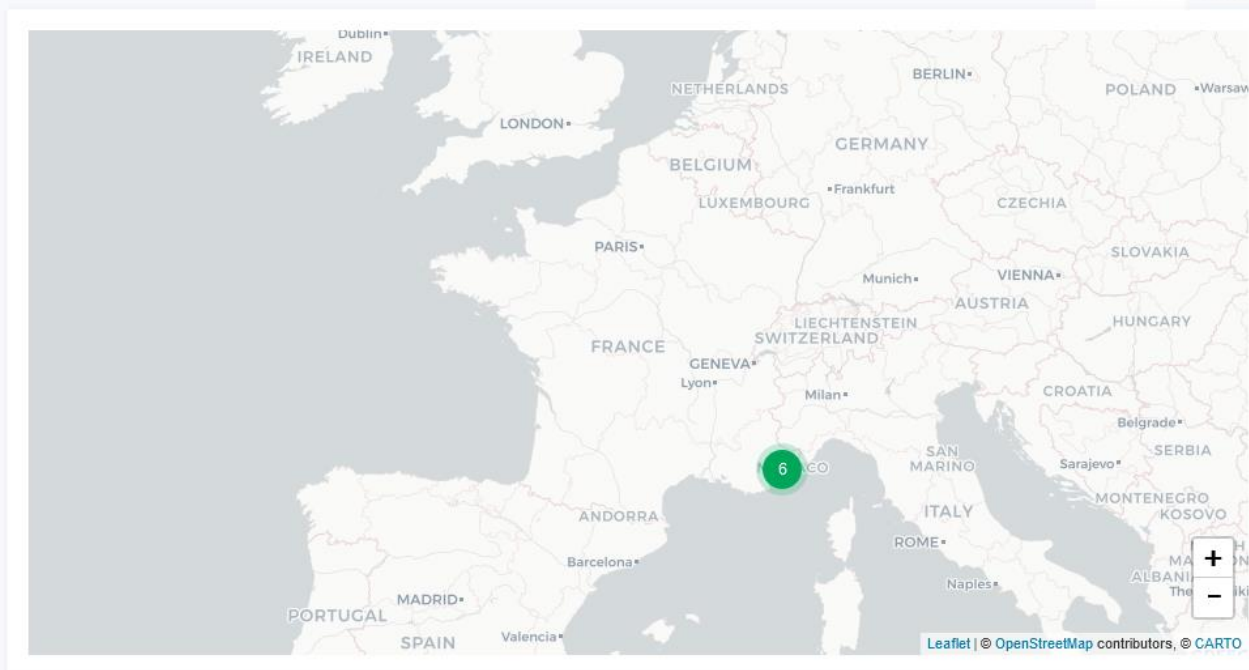 Dublin
IRELAND
BERLIN
NETHERLANDS
POLAND
LONDON
GERMANY
BELGIUM
Frankfurt
LUXEMBOURG
CZECHIA
PARIS
SLOVAKIA
Munich
VIENNA
AUSTRIA
LIECHTENSTEIN
HUNGARY
SWITZERLAND
FRANCE
GENEVA
Lyon
Milan
CROATIA
Belgrade
SAN
MARINO
SERBIA
6
Sarajevo
MONTENEGRO
KOSOVO
ANDORRA
ITALY
ROME
Barcelona
+
Naples
MADRID
−
PORTUGAL
SPAIN
Valencia
Leaflet | © OpenStreetMap contributors, © CARTO